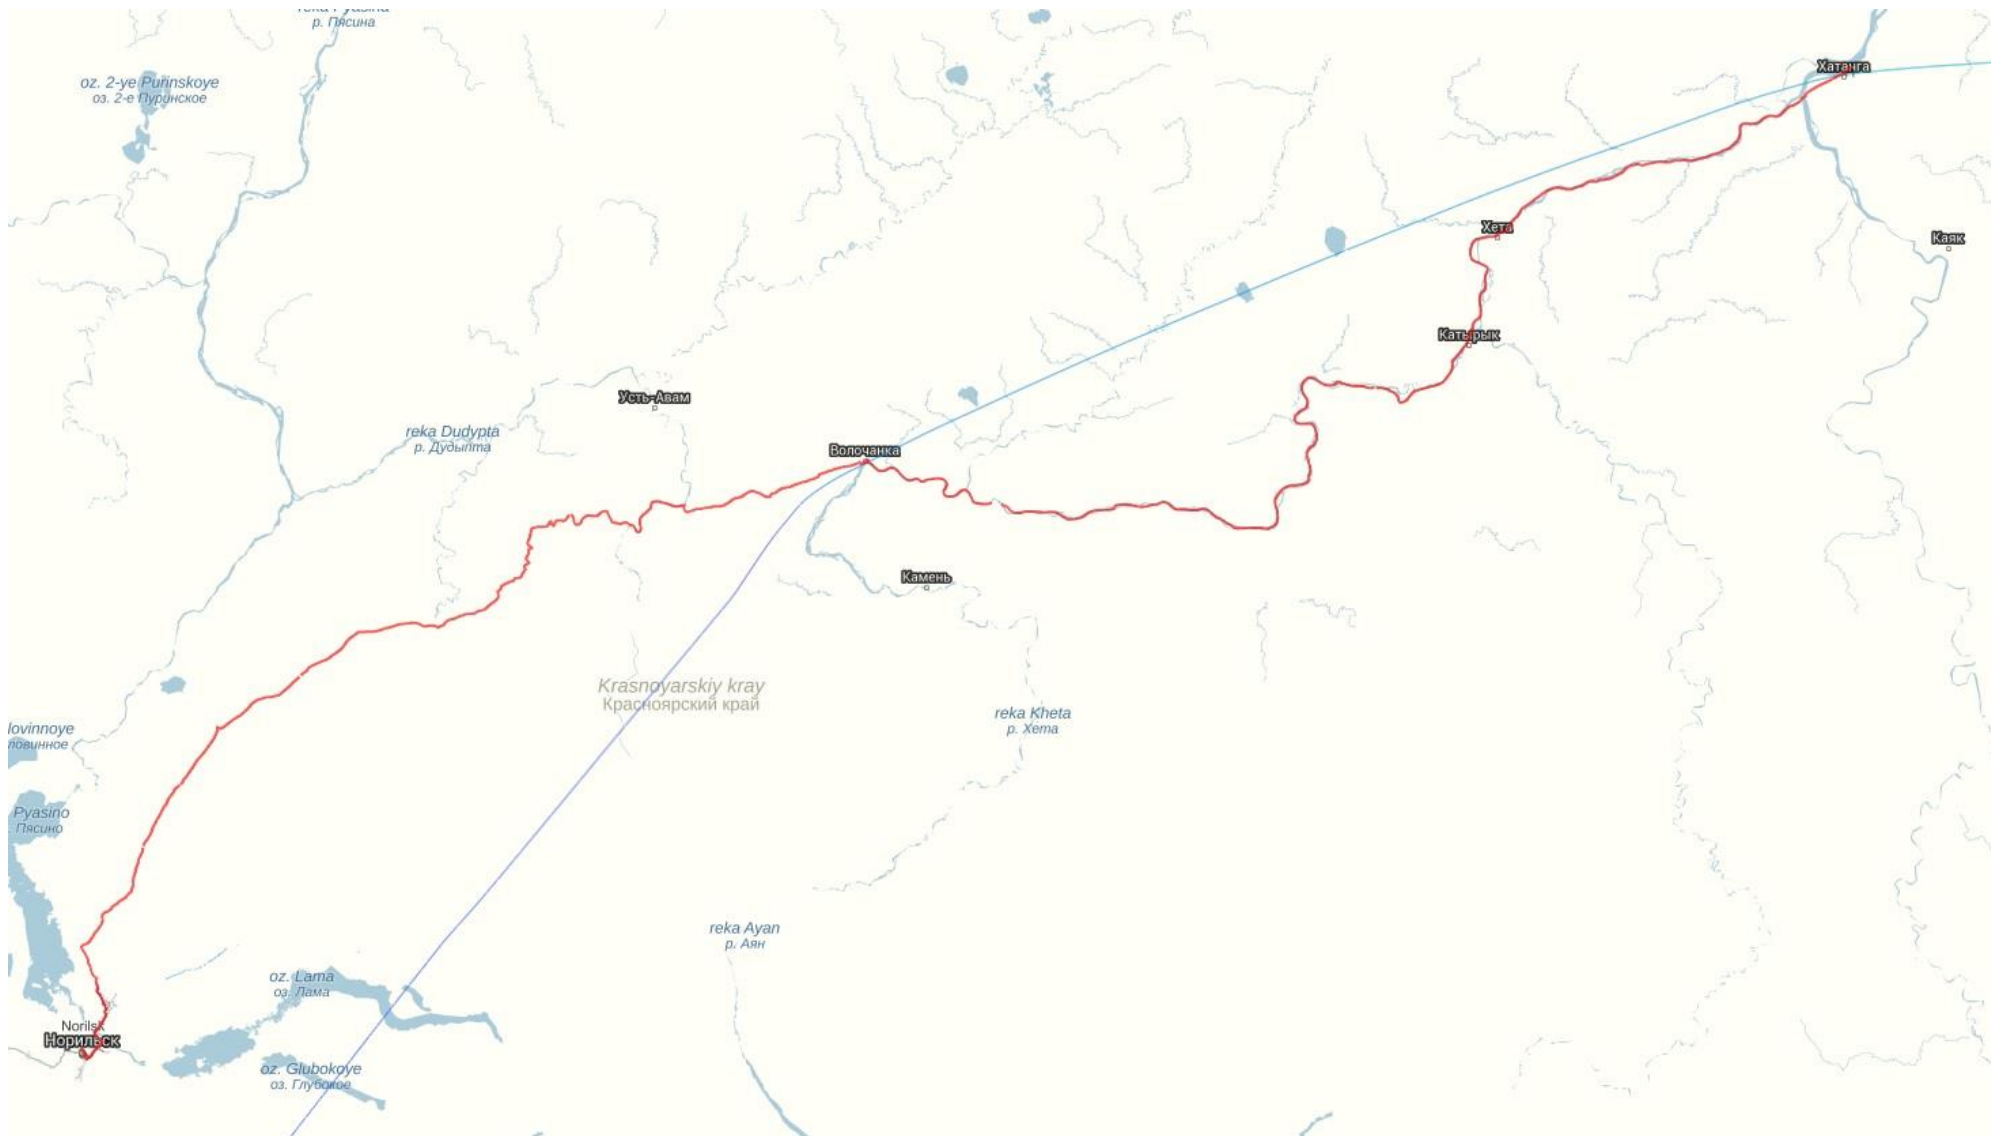 р. Пясина
Хатанга
oz. 2-ye Purinskoye
оз. 2-е Пуринское
Хета
Каяк
Катырык
Усть-Авам
reka Dudypta
р. Дудыпта
Волочанка
Камень
Krasnoyarskiy kray
Красноярский край
reka Kheta
р. Хета
lovinnoye
ловинное
Pyasino
Пясино
reka Ayan
р. Аян
oz. Lama
оз. Лама
Norilsk
Норильск
oz. Glubokoye
оз. Глубокое